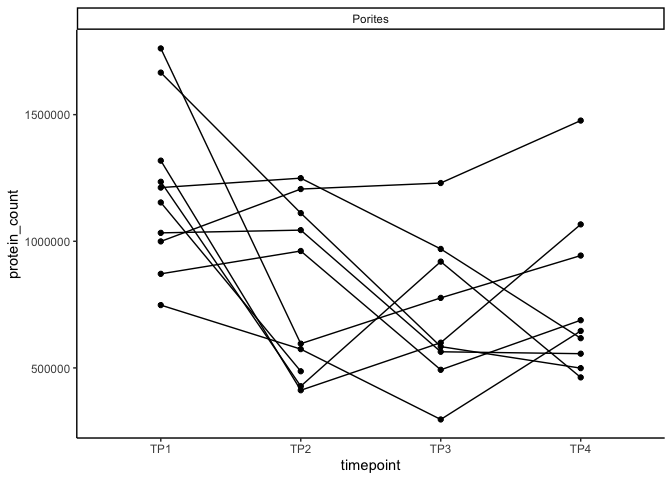 Porites
1500000
1000000
500000
protein_count
TP1 TP2 TP3 TP4
timepoint